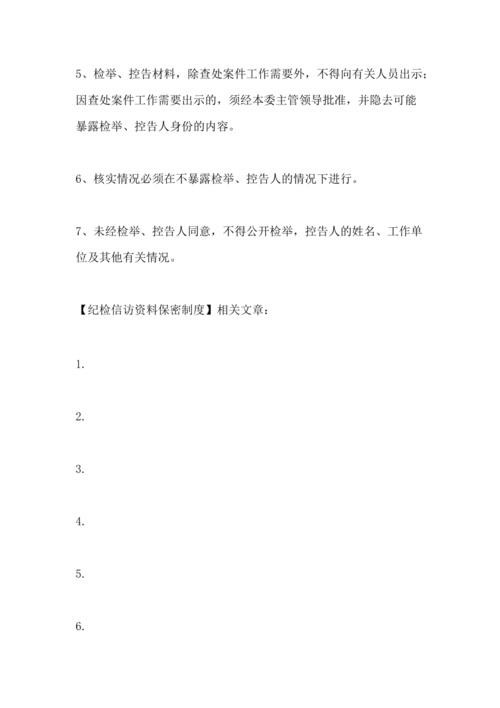 5、检举、控告材料，除查处案件工作需要外，不得向有关人员出示；
因查处案件工作需要出示的，须经本委主管领导批准，并隐去可能
暴露检举、控告人身份的内容。
6、核实情况必须在不暴露检举、控告人的情况下进行。
7、未经检举、控告人同意，不得公开检举，控告人的姓名、工作单
位及其他有关情况。
【纪检信访资料保密制度】相关文章：
1.
2.
3.
4.
5.
6.